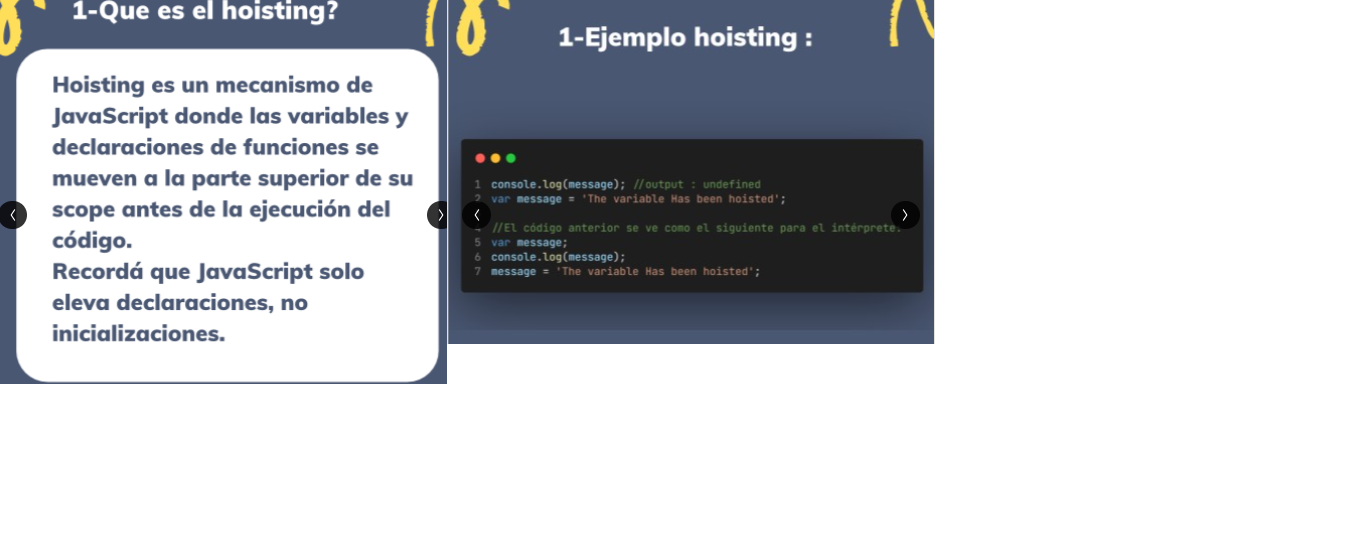 1-Que es el hoisting?
Hoisting es un mecanismo de
JavaScript donde las variables y
declaraciones de funciones se
mueven a la parte superior de su
scope antes de la ejecución del
código.
Recordá que JavaScript solo
eleva declaraciones, no
inicializaciones.
1-Ejemplo hoisting :
1 console.log(message); //output : undefined
2 var message = 'The variable Has been hoisted';
4 //El código anterior se ve como el siguiente para el intérprete.
5 var message;
6 console.log(message);
7 message = 'The variable Has been hoisted';